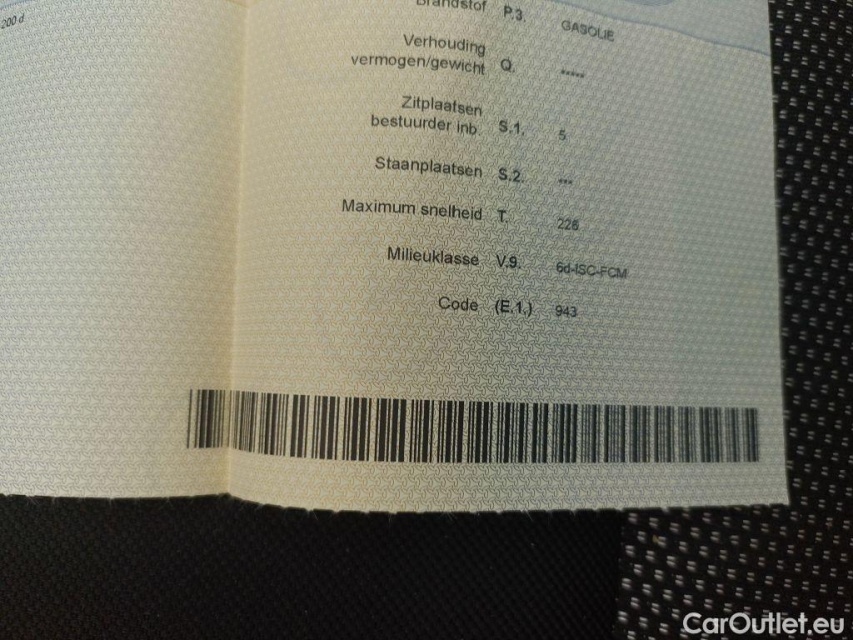 200 d
Brandstof P.3. GASOLIE
Verhouding
vermogen/gewicht Q. *****
Zitplaatsen
bestuurder inb. S.1. 5
Staanplaatsen S.2. ***
Maximum snelheid T. 226
Milieuklasse V.9. 6d-ISC-FCM
Code (E.1.) 943
CarOutlet.eu